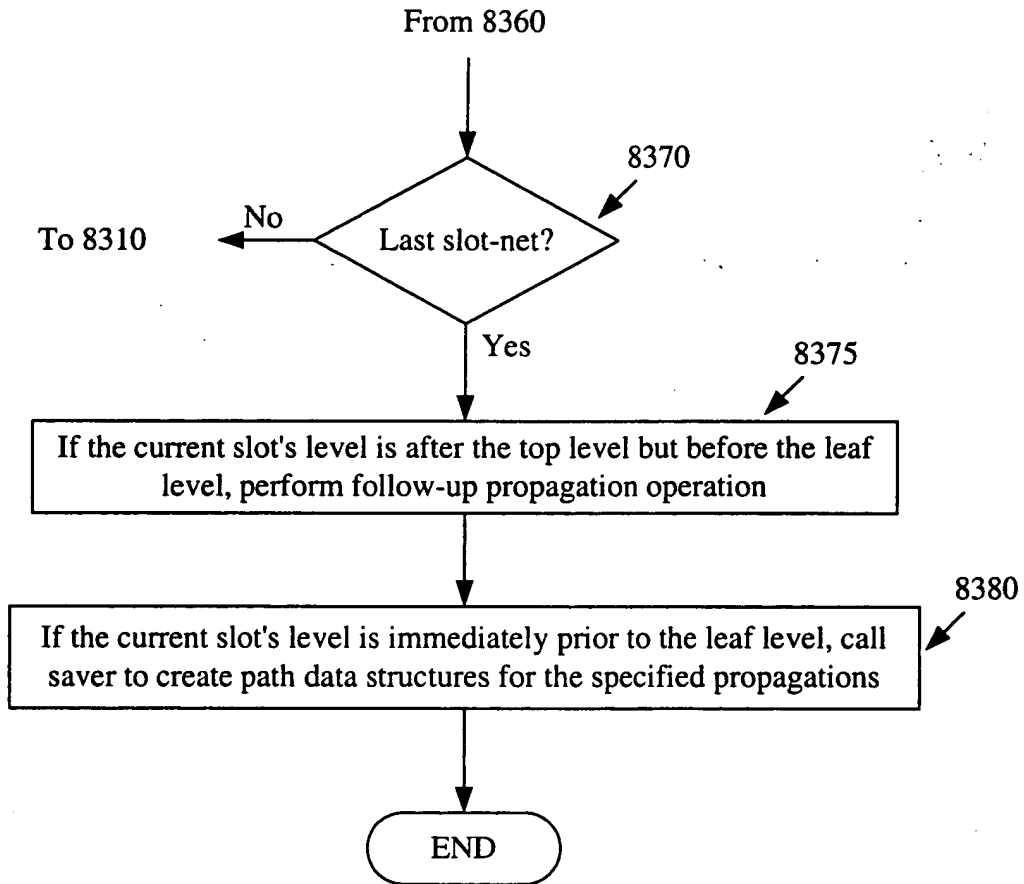 From 8360
8370
No
To 8310
Last slot-net?
Yes
8375
If the current slot's level is after the top level but before the leaf
level, perform follow-up propagation operation
8380
If the current slot's level is immediately prior to the leaf level, call
saver to create path data structures for the specified propagations
END